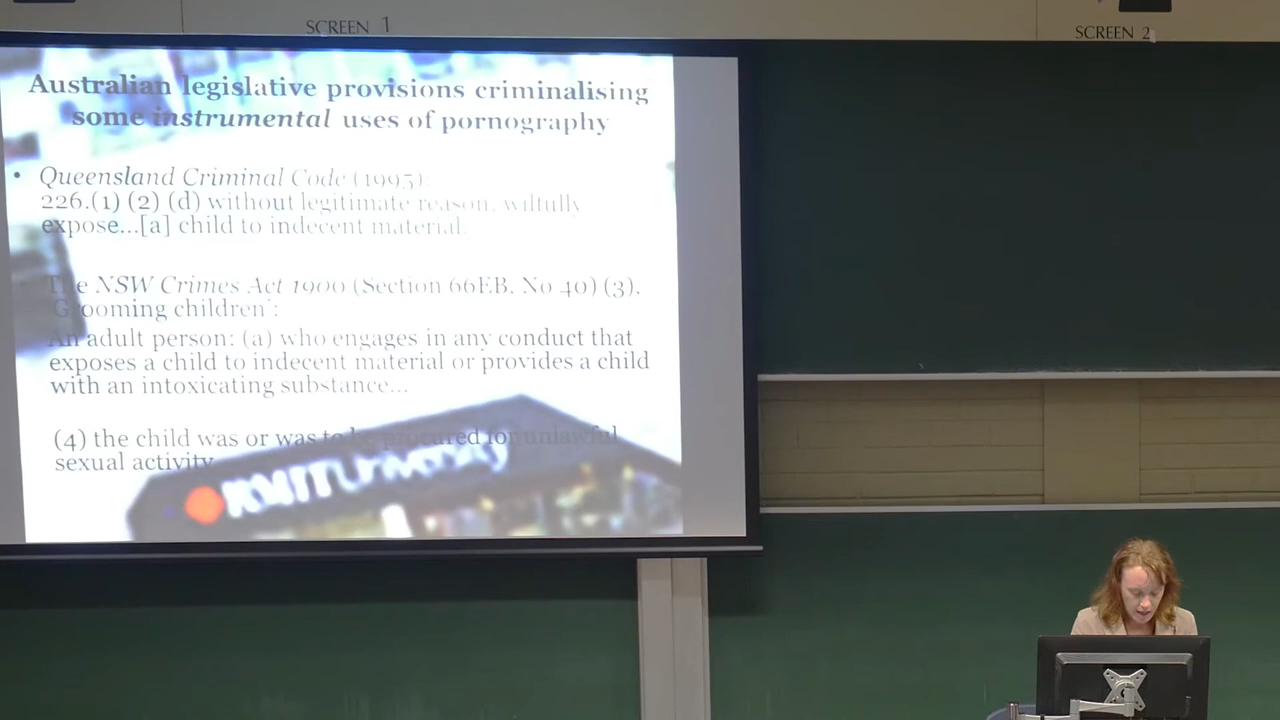 SCREEN 1
SCREEN 2
Australian legislative provisions criminalising
some instrumental uses of pornography
• Queensland Criminal Code (1995):
226.(1) (2) (d) without legitimate reason, wilfully
expose...[a] child to indecent material.
The NSW Crimes Act 1900 (Section 66EB. No 40) (3),
'Grooming children':
An adult person: (a) who engages in any conduct that
exposes a child to indecent material or provides a child
with an intoxicating substance...
(4) the child was or was to be procured for unlawful
sexual activity
RMIT University